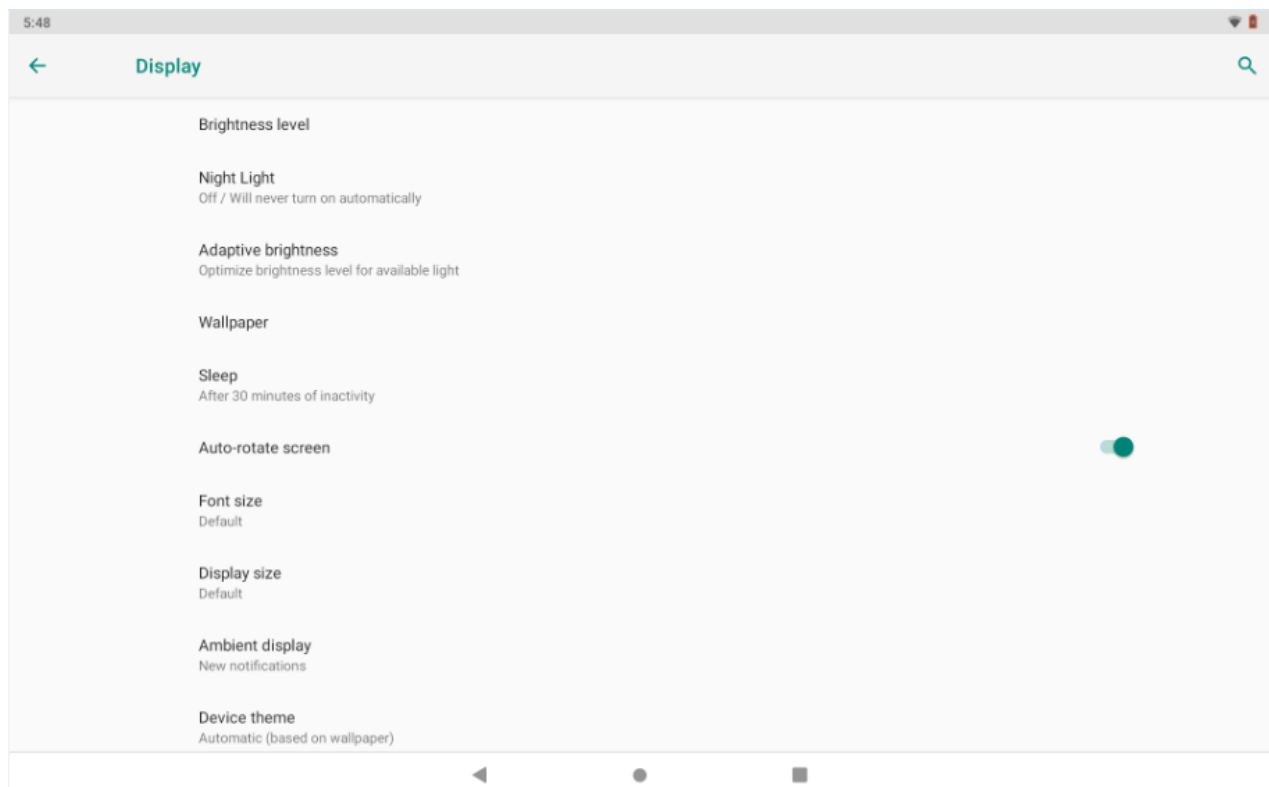 5:48
Display
Brightness level
Night Light
Off / Will never turn on automatically
Adaptive brightness
Optimize brightness level for available light
Wallpaper
Sleep
After 30 minutes of inactivity
Auto-rotate screen
Font size
Default
Display size
Default
Ambient display
New notifications
Device theme
Automatic (based on wallpaper)